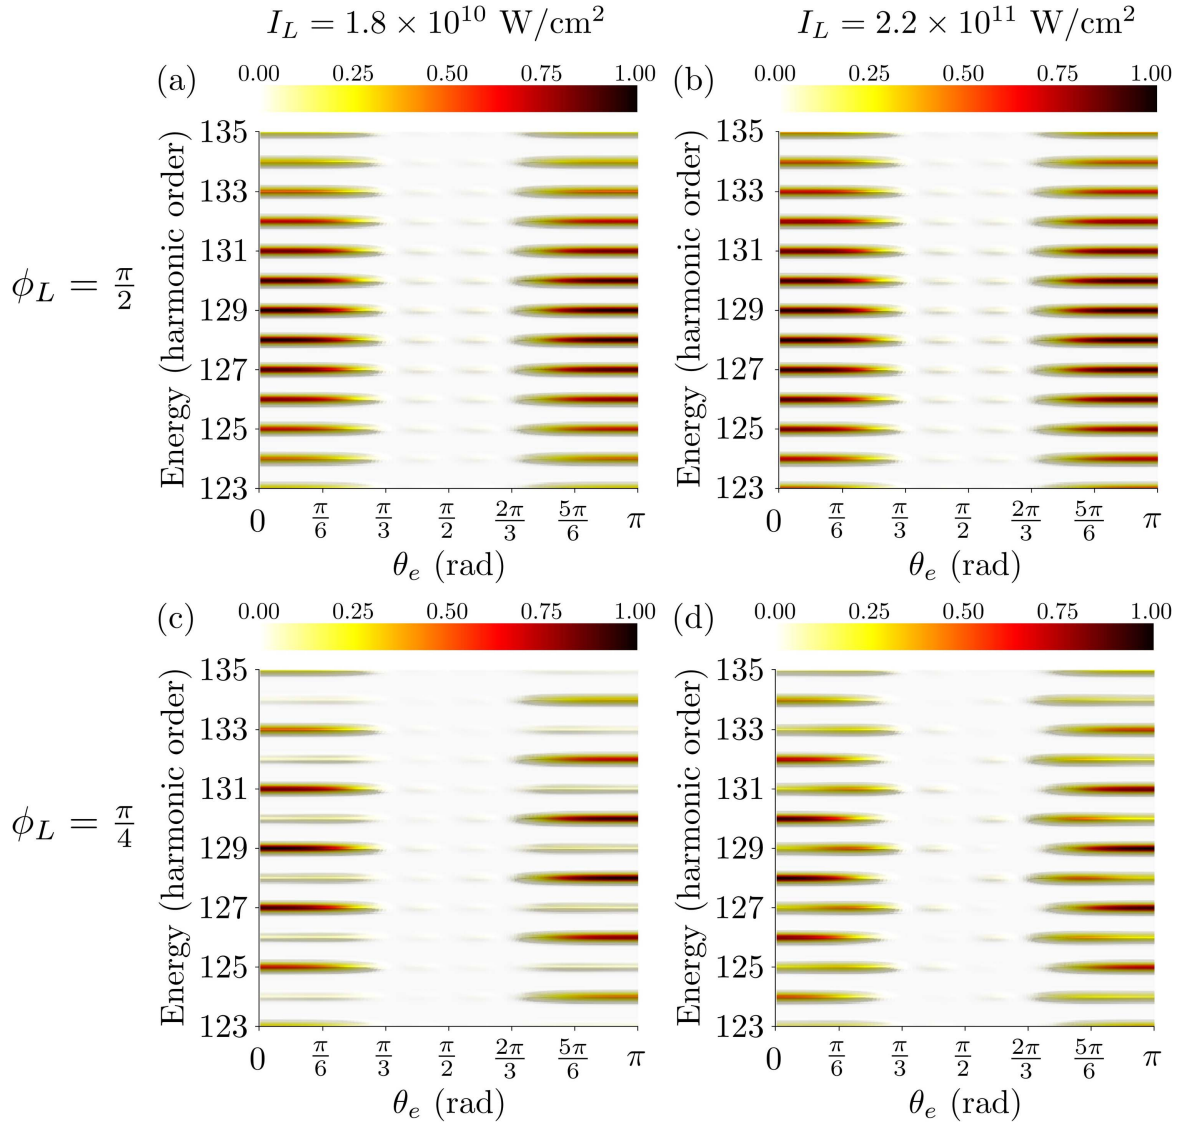 I_L = 1.8 × 10^10 W/cm^2
I_L = 2.2 × 10^11 W/cm^2
(a)
0.00 0.25 0.50 0.75 1.00
Energy (harmonic order)
135
133
131
129
127
125
123
0 π/6 π/3 π/2 2π/3 5π/6 π
θ_e (rad)
(b)
0.00 0.25 0.50 0.75 1.00
Energy (harmonic order)
135
133
131
129
127
125
123
0 π/6 π/3 π/2 2π/3 5π/6 π
θ_e (rad)
ϕ_L = π/2
(c)
0.00 0.25 0.50 0.75 1.00
Energy (harmonic order)
135
133
131
129
127
125
123
0 π/6 π/3 π/2 2π/3 5π/6 π
θ_e (rad)
(d)
0.00 0.25 0.50 0.75 1.00
Energy (harmonic order)
135
133
131
129
127
125
123
0 π/6 π/3 π/2 2π/3 5π/6 π
θ_e (rad)
ϕ_L = π/4